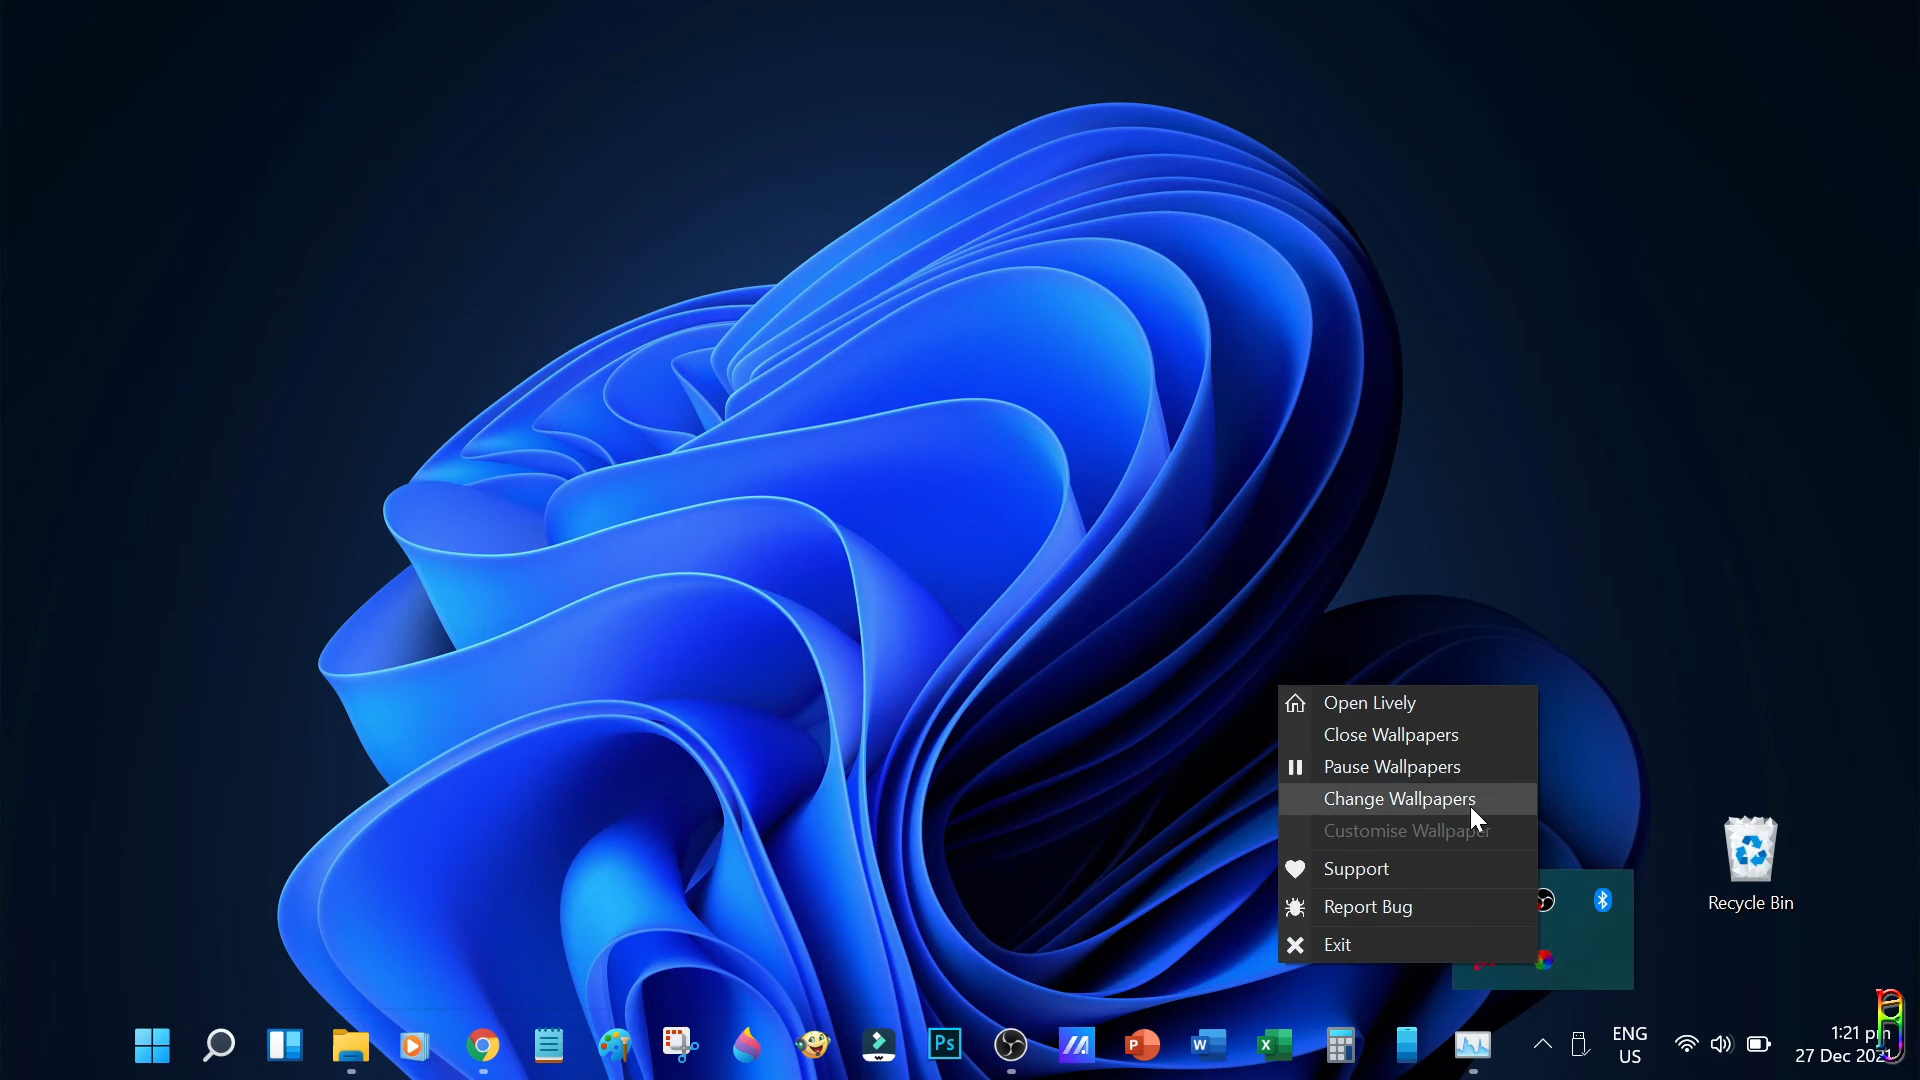 Open Lively
Close Wallpapers
Pause Wallpapers
Change Wallpapers
Customise Wallpaper
Support
Report Bug
Exit
Recycle Bin
Ps
P
W
X
ENG
US
1:21 pm
27 Dec 2021